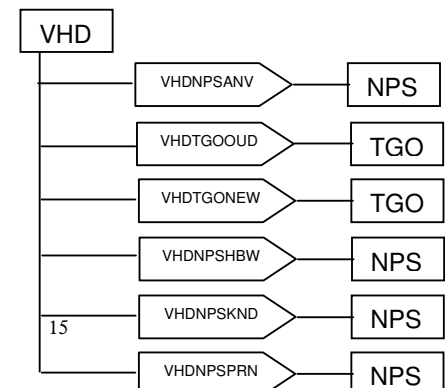 VHD
VHDNPSANV NPS
VHDTGOOUD TGO
VHDTGONEW TGO
VHDNPSHBW NPS
VHDNPSKND NPS
15
VHDNPSPRN NPS